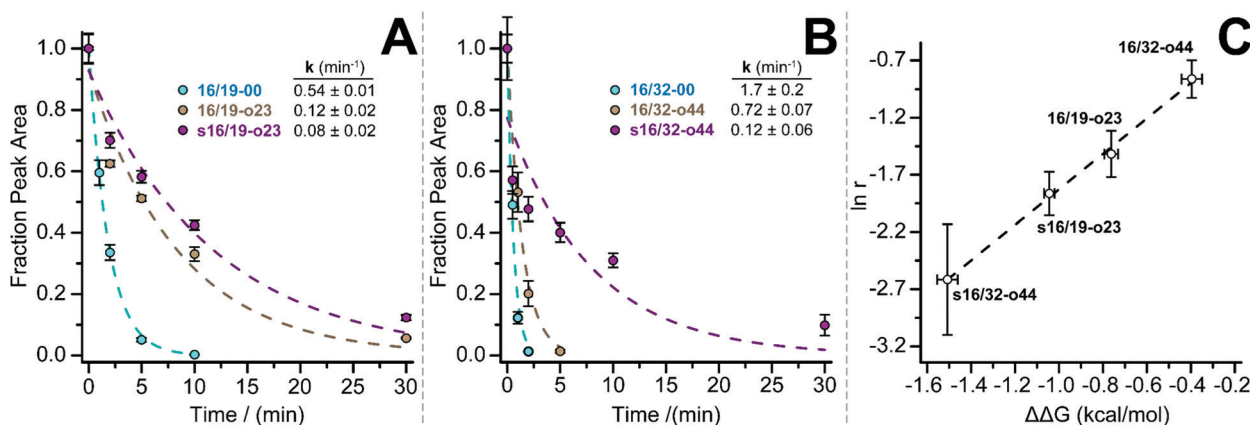 A
k (min⁻¹)
16/19-00 0.54 ± 0.01
16/19-o23 0.12 ± 0.02
s16/19-o23 0.08 ± 0.02
Fraction Peak Area
1.0
0.8
0.6
0.4
0.2
0.0
0 5 10 15 20 25 30
Time / (min)
B
k (min⁻¹)
16/32-00 1.7 ± 0.2
16/32-o44 0.72 ± 0.07
s16/32-o44 0.12 ± 0.06
Fraction Peak Area
1.0
0.8
0.6
0.4
0.2
0.0
0 5 10 15 20 25 30
Time /(min)
C
16/32-o44
16/19-o23
s16/19-o23
s16/32-o44
ln r
-0.7
-1.2
-1.7
-2.2
-2.7
-3.2
-1.6 -1.4 -1.2 -1.0 -0.8 -0.6 -0.4 -0.2
ΔΔG (kcal/mol)